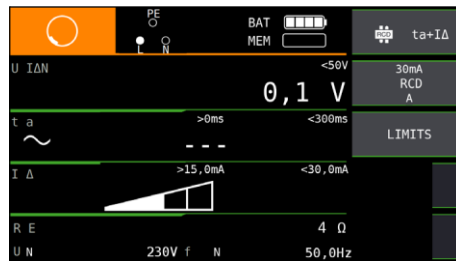 PE
L N
BAT
MEM
RCD ta+IΔ
U IΔN <50V
0,1 V
30mA
RCD
A
t a >0ms <300ms
---
LIMITS
I Δ >15,0mA <30,0mA
R E 4 Ω
U N 230V f N 50,0Hz